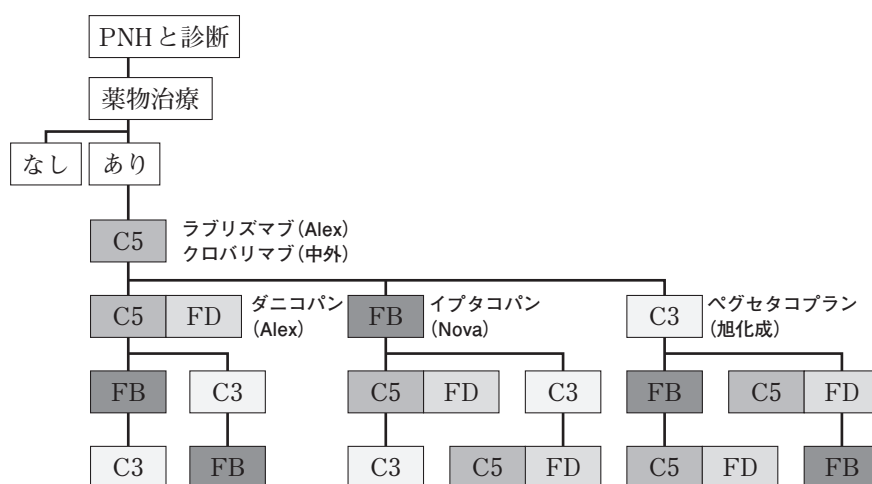 PNHと診断
薬物治療
なし
あり
C5
ラブリズマブ(Alex)
クロバリマブ(中外)
C5 FD
ダニコパン
(Alex)
FB
イプタコパン
(Nova)
C3
ペグセタコプラン
(旭化成)
FB
C3
C5 FD
C3
FB
C5 FD
C3
FB
C3
C5 FD
C5 FD
FB